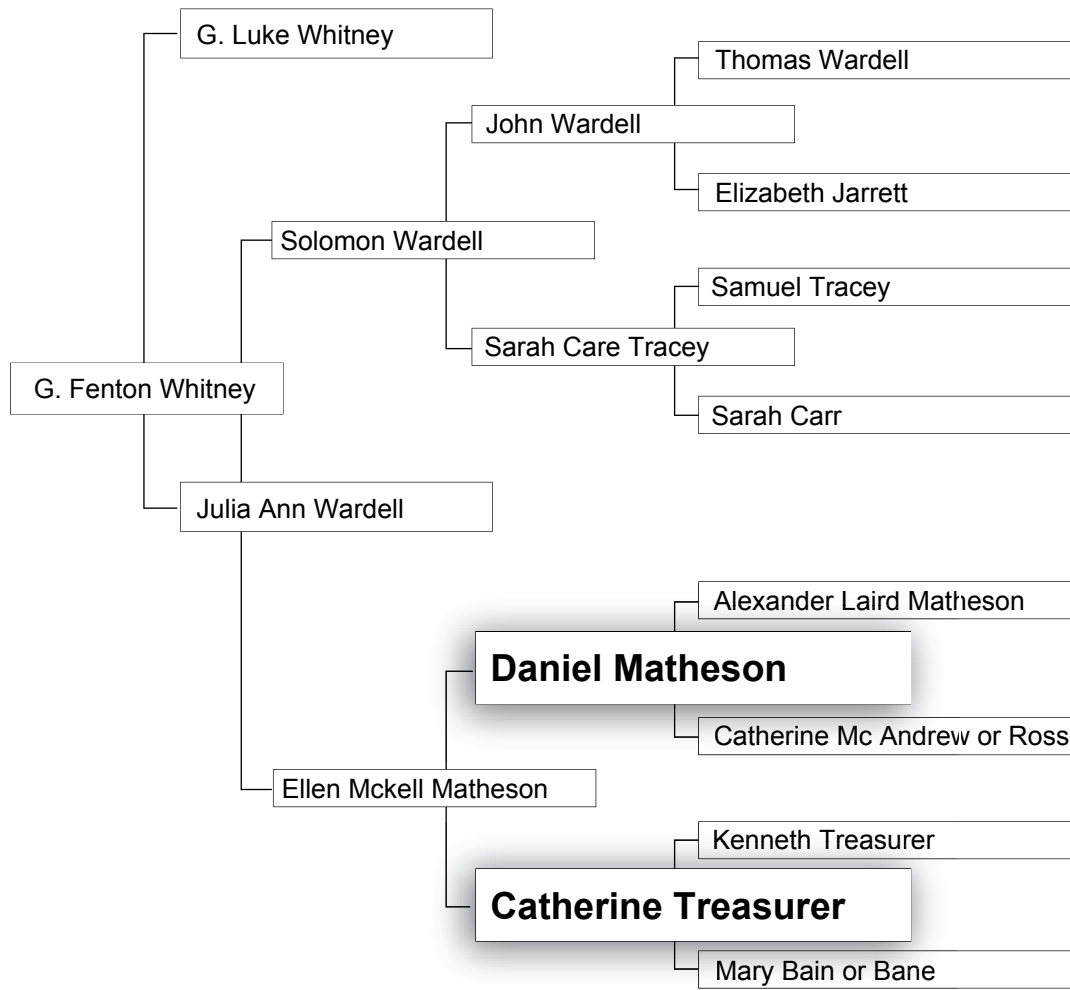 G. Luke Whitney
Thomas Wardell
John Wardell
Elizabeth Jarrett
Solomon Wardell
Samuel Tracey
Sarah Care Tracey
G. Fenton Whitney
Sarah Carr
Julia Ann Wardell
Alexander Laird Matheson
Daniel Matheson
Catherine Mc Andrew or Ross
Ellen Mckell Matheson
Kenneth Treasurer
Catherine Treasurer
Mary Bain or Bane